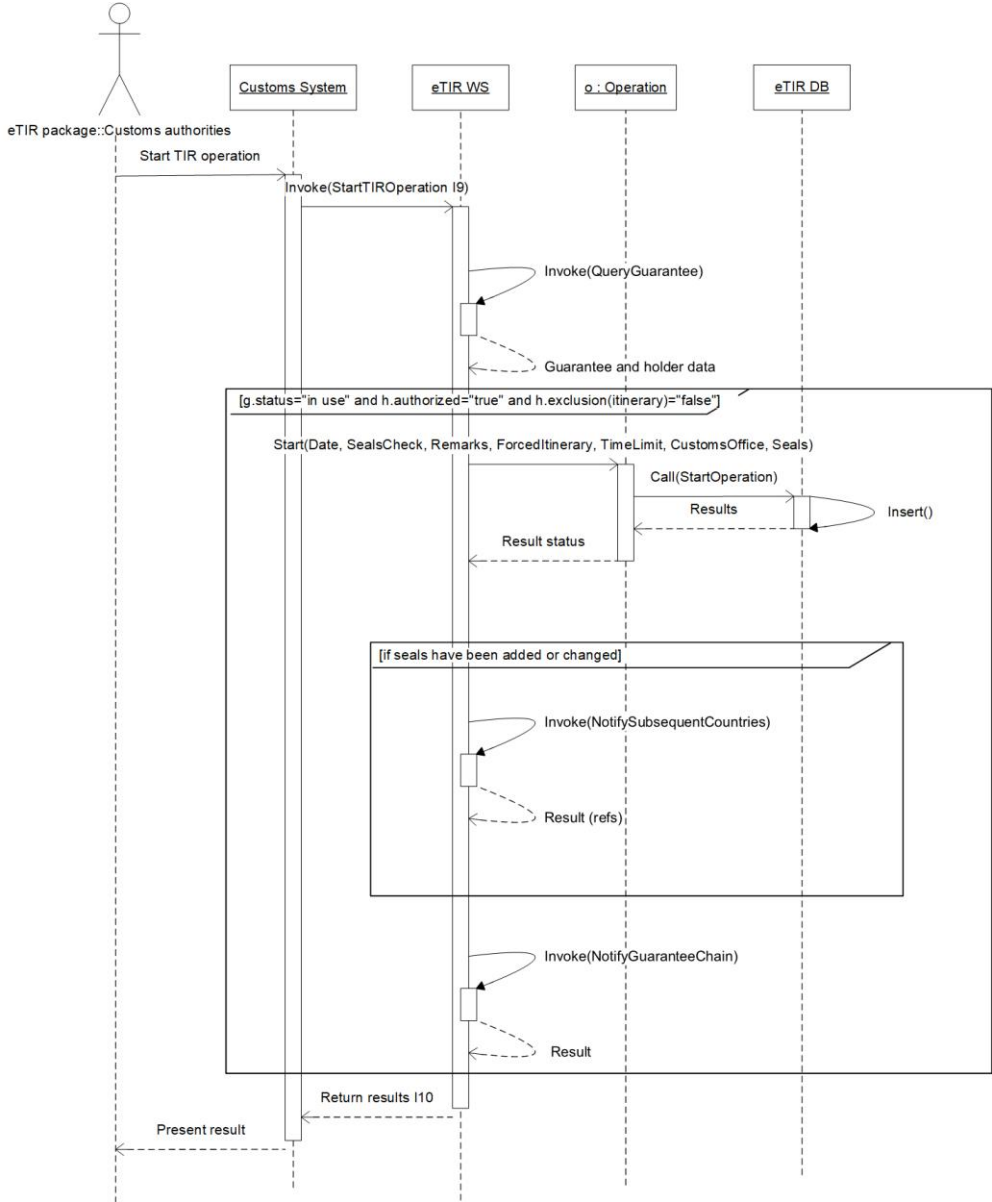 Customs System
eTIR WS
o : Operation
eTIR DB
eTIR package::Customs authorities
Start TIR operation
Invoke(StartTIROperation I9)
Invoke(QueryGuarantee)
Guarantee and holder data
[g.status="in use" and h.authorized="true" and h.exclusion(itinerary)="false"]
Start(Date, SealsCheck, Remarks, ForcedItinerary, TimeLimit, CustomsOffice, Seals)
Call(StartOperation)
Results
Insert()
Result status
[if seals have been added or changed]
Invoke(NotifySubsequentCountries)
Result (refs)
Invoke(NotifyGuaranteeChain)
Result
Return results I10
Present result